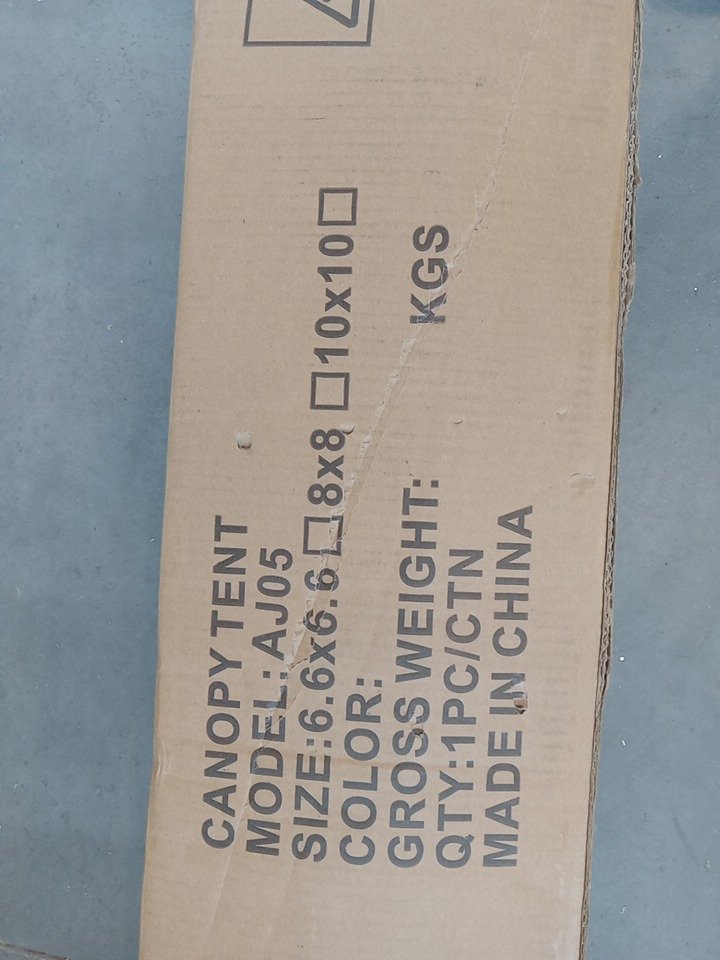 CANOPY TENT
MODEL: AJ05
SIZE:6.6x6.6□8x8 □10x10□
COLOR:
GROSS WEIGHT: KGS
QTY:1PC/CTN
MADE IN CHINA